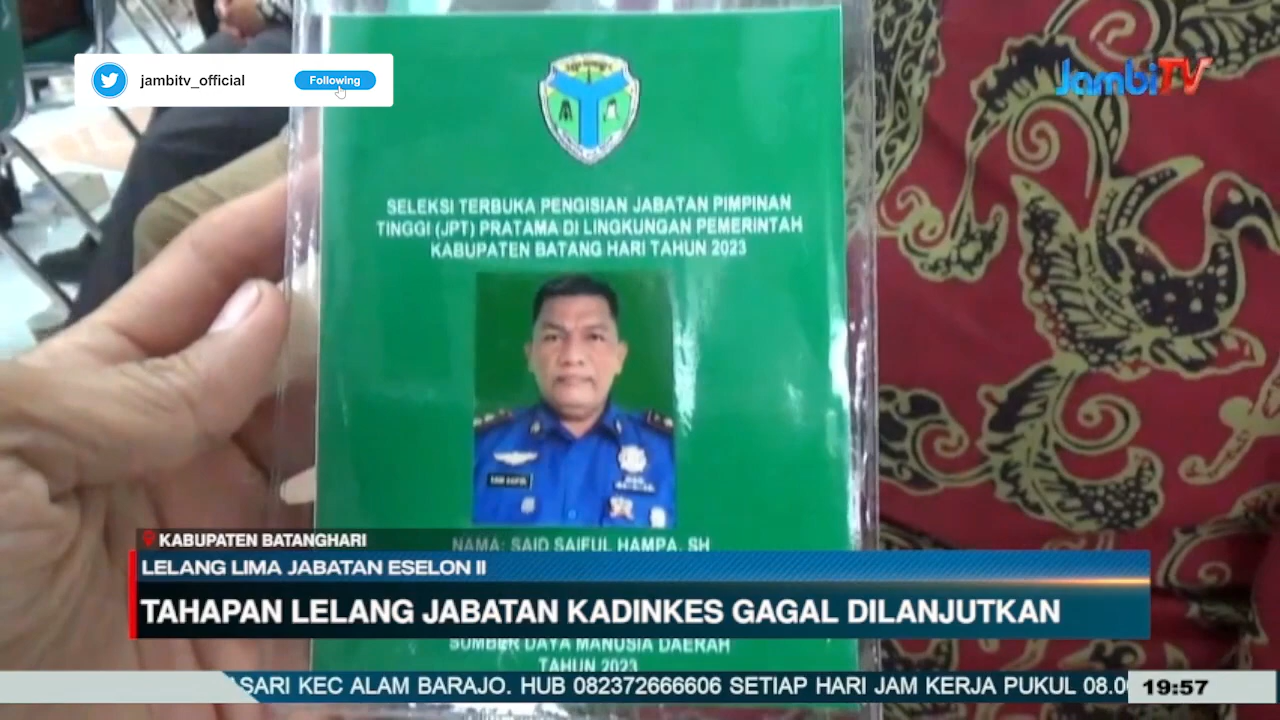 jambitv_official
Following
JambiTV
SELEKSI TERBUKA PENGISIAN JABATAN PIMPINAN
TINGGI (JPT) PRATAMA DI LINGKUNGAN PEMERINTAH
KABUPATEN BATANG HARI TAHUN 2023
NAMA: SAID SAIFUL HAMPA, SH
KABUPATEN BATANGHARI
LELANG LIMA JABATAN ESELON II
TAHAPAN LELANG JABATAN KADINKES GAGAL DILANJUTKAN
SUMBER DAYA MANUSIA DAERAH
TAHUN 2023
ASARI KEC ALAM BARAJO. HUB 082372666606 SETIAP HARI JAM KERJA PUKUL 08.0
19:57